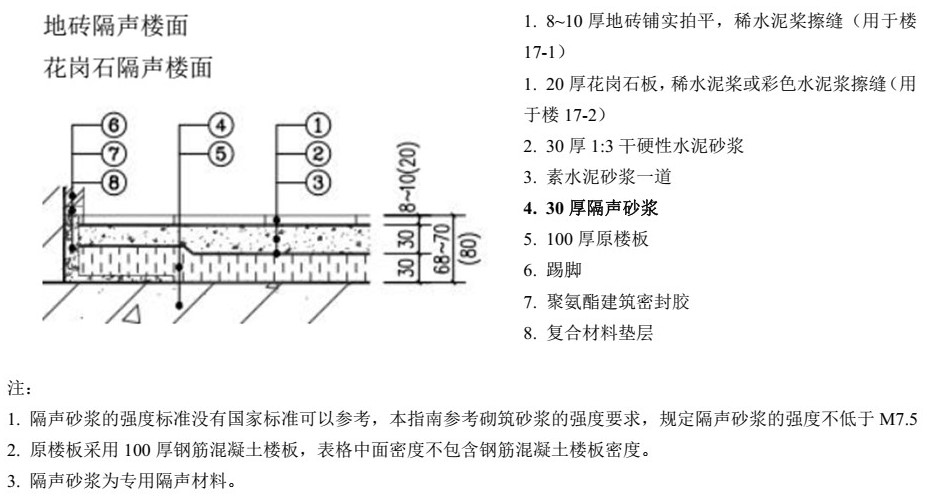 地砖隔声楼面
花岗石隔声楼面
⑥ ④ ①
⑦ ⑤ ②
⑧ ③
8~10(20)
30
30
68~70
(80)
1. 8~10 厚地砖铺实拍平，稀水泥浆擦缝（用于楼
17-1）
1. 20 厚花岗石板，稀水泥浆或彩色水泥浆擦缝（用
于楼 17-2）
2. 30 厚 1:3 干硬性水泥砂浆
3. 素水泥砂浆一道
4. 30 厚隔声砂浆
5. 100 厚原楼板
6. 踢脚
7. 聚氨酯建筑密封胶
8. 复合材料垫层
注：
1. 隔声砂浆的强度标准没有国家标准可以参考，本指南参考砌筑砂浆的强度要求，规定隔声砂浆的强度不低于 M7.5
2. 原楼板采用 100 厚钢筋混凝土楼板，表格中面密度不包含钢筋混凝土楼板密度。
3. 隔声砂浆为专用隔声材料。